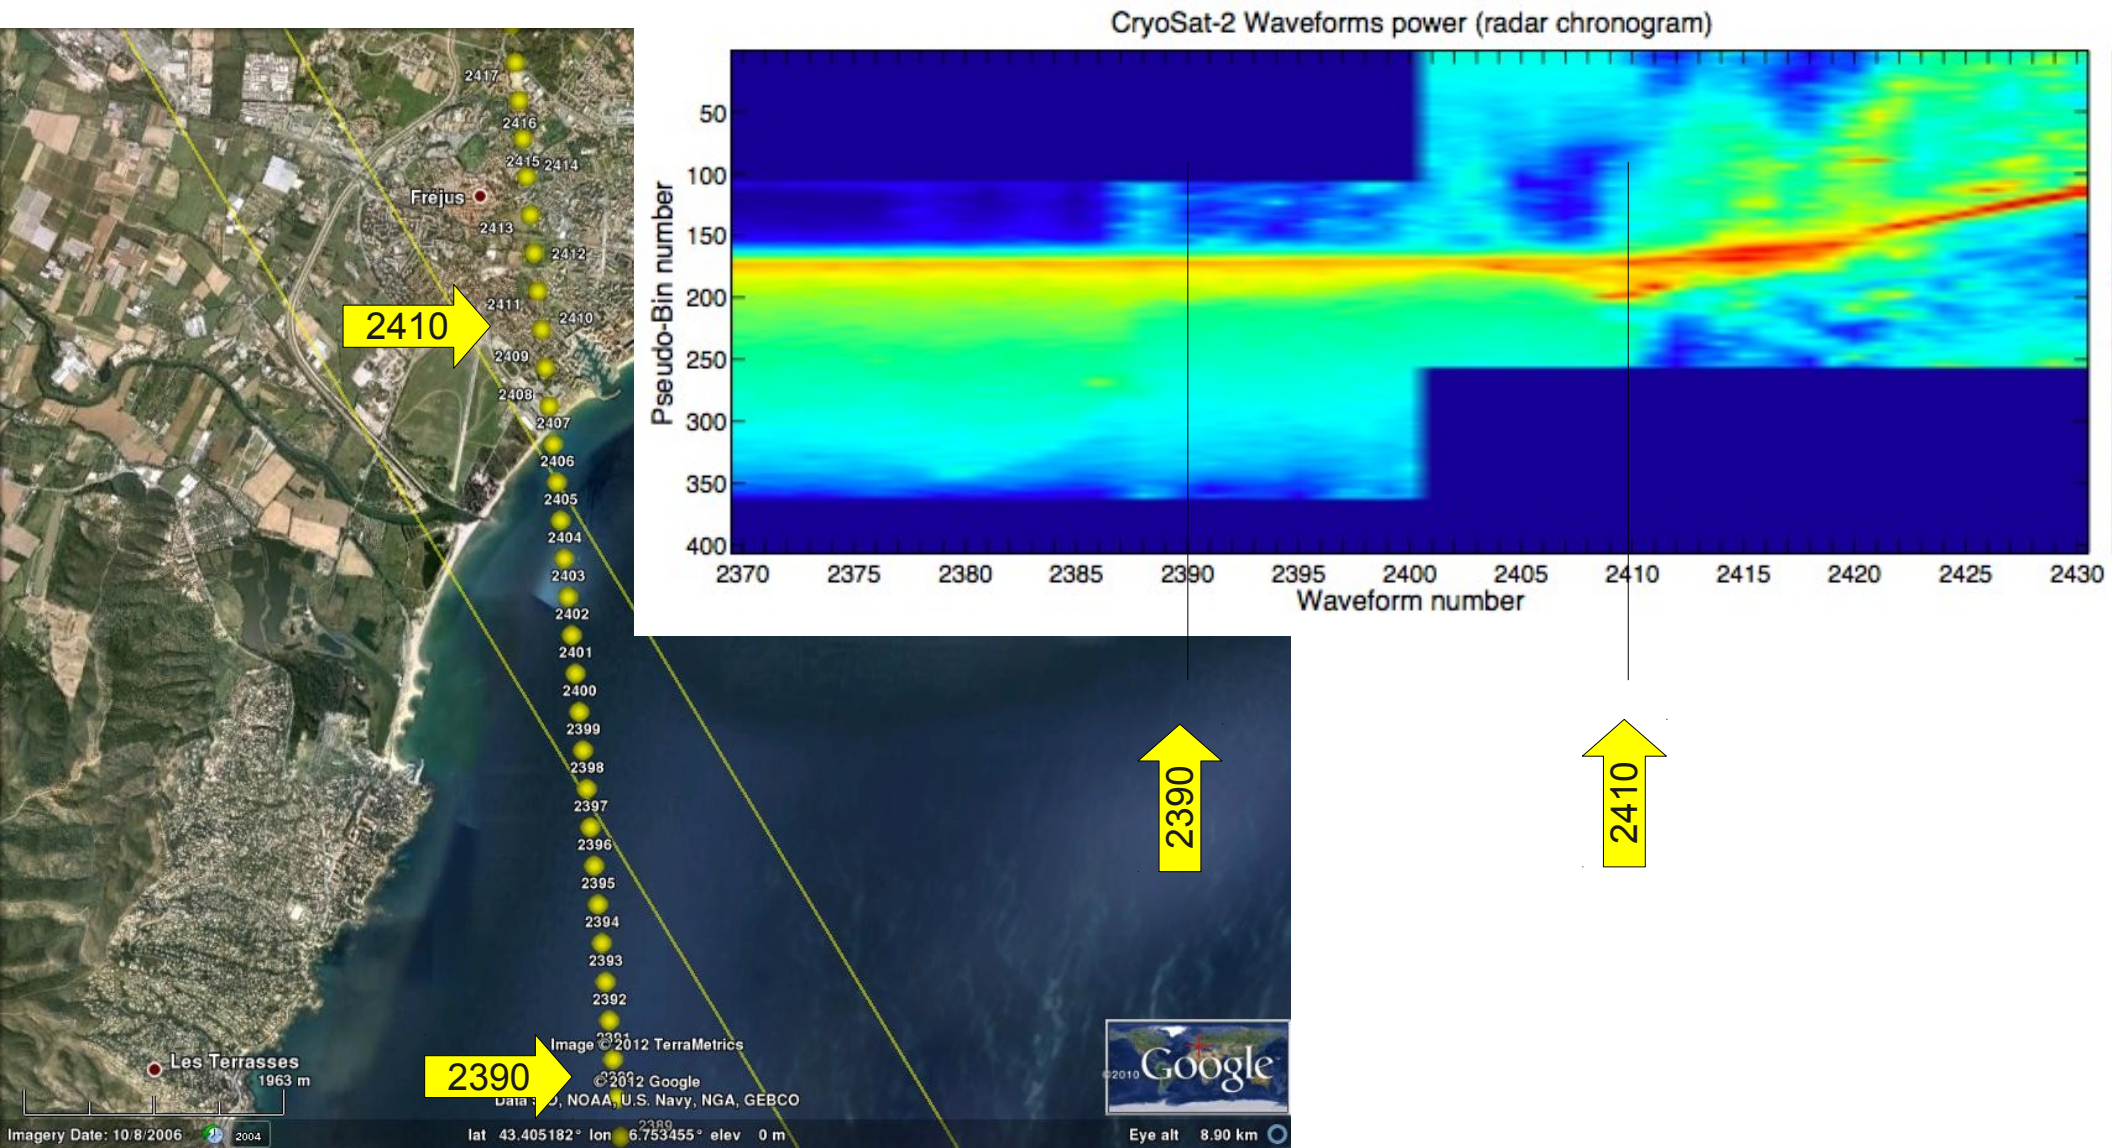 CryoSat-2 Waveforms power (radar chronogram)
Pseudo-Bin number
50
100
150
200
250
300
350
400
2370 2375 2380 2385 2390 2395 2400 2405 2410 2415 2420 2425 2430
Waveform number
2417
2416
2415 2414
Fréjus
2413
2412
2411
2410
2410
2409
2408
2407
2406
2405
2404
2403
2402
2401
2400
2399
2398
2397
2396
2395
2394
2393
2392
2391
Image © 2012 TerraMetrics
2390
© 2012 Google
NOAA, U.S. Navy, NGA, GEBCO
2389
Les Terrasses
1963 m
Imagery Date: 10/8/2006
2004
lat 43.405182° lon 6.753455° elev 0 m
Eye alt 8.90 km
©2010 Google
2390
2410